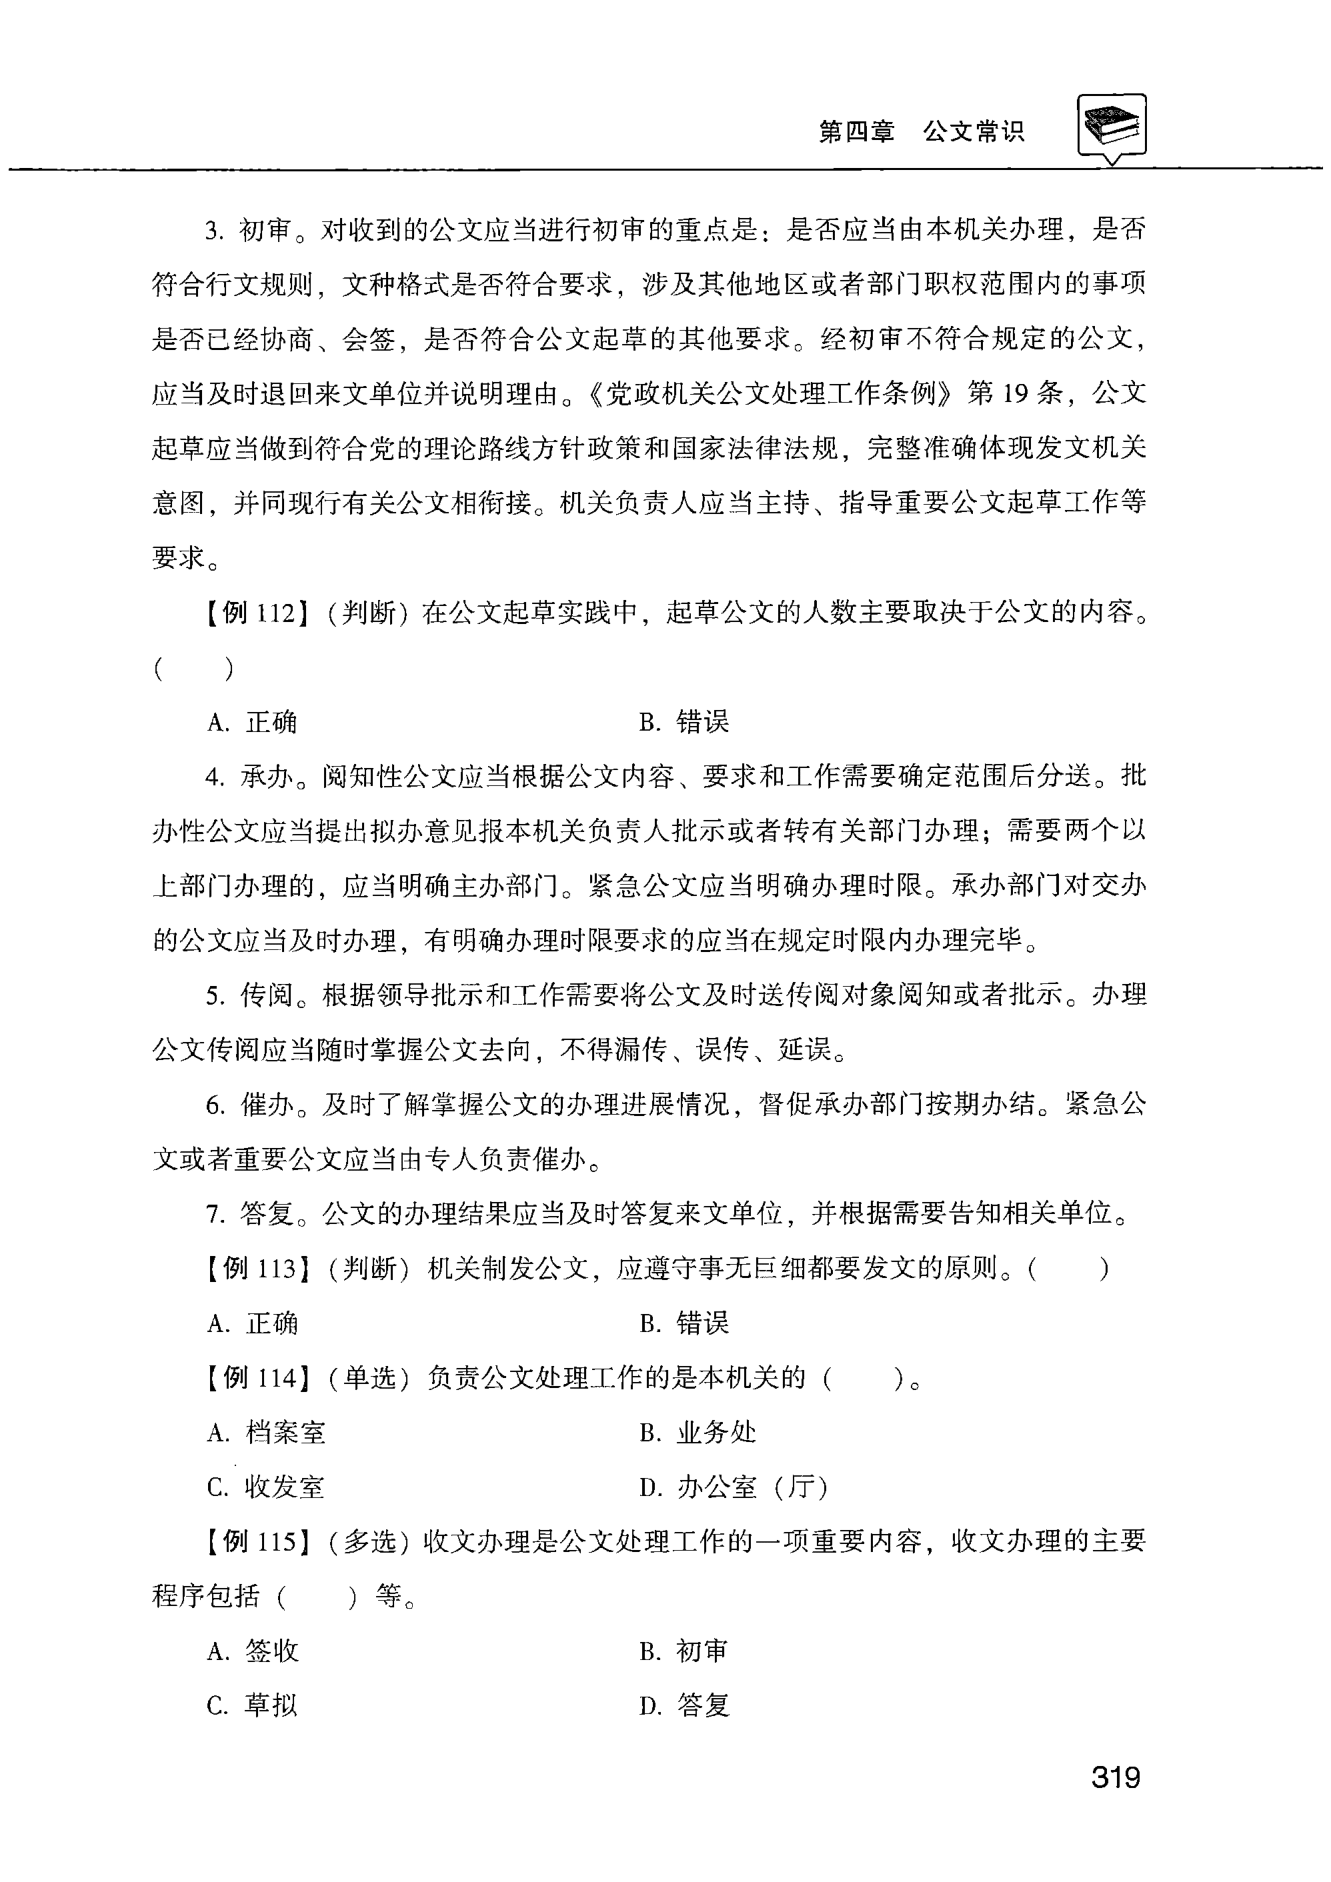 第四章 公文常识
3. 初审。对收到的公文应当进行初审的重点是：是否应当由本机关办理，是否
符合行文规则，文种格式是否符合要求，涉及其他地区或者部门职权范围内的事项
是否已经协商、会签，是否符合公文起草的其他要求。经初审不符合规定的公文，
应当及时退回来文单位并说明理由。《党政机关公文处理工作条例》第 19 条，公文
起草应当做到符合党的理论路线方针政策和国家法律法规，完整准确体现发文机关
意图，并同现行有关公文相衔接。机关负责人应当主持、指导重要公文起草工作等
要求。
【例 112】（判断）在公文起草实践中，起草公文的人数主要取决于公文的内容。
（　　）
A. 正确 B. 错误
4. 承办。阅知性公文应当根据公文内容、要求和工作需要确定范围后分送。批
办性公文应当提出拟办意见报本机关负责人批示或者转有关部门办理；需要两个以
上部门办理的，应当明确主办部门。紧急公文应当明确办理时限。承办部门对交办
的公文应当及时办理，有明确办理时限要求的应当在规定时限内办理完毕。
5. 传阅。根据领导批示和工作需要将公文及时送传阅对象阅知或者批示。办理
公文传阅应当随时掌握公文去向，不得漏传、误传、延误。
6. 催办。及时了解掌握公文的办理进展情况，督促承办部门按期办结。紧急公
文或者重要公文应当由专人负责催办。
7. 答复。公文的办理结果应当及时答复来文单位，并根据需要告知相关单位。
【例 113】（判断）机关制发公文，应遵守事无巨细都要发文的原则。（　　）
A. 正确 B. 错误
【例 114】（单选）负责公文处理工作的是本机关的（　　）。
A. 档案室 B. 业务处
C. 收发室 D. 办公室（厅）
【例 115】（多选）收文办理是公文处理工作的一项重要内容，收文办理的主要
程序包括（　　）等。
A. 签收 B. 初审
C. 草拟 D. 答复
319